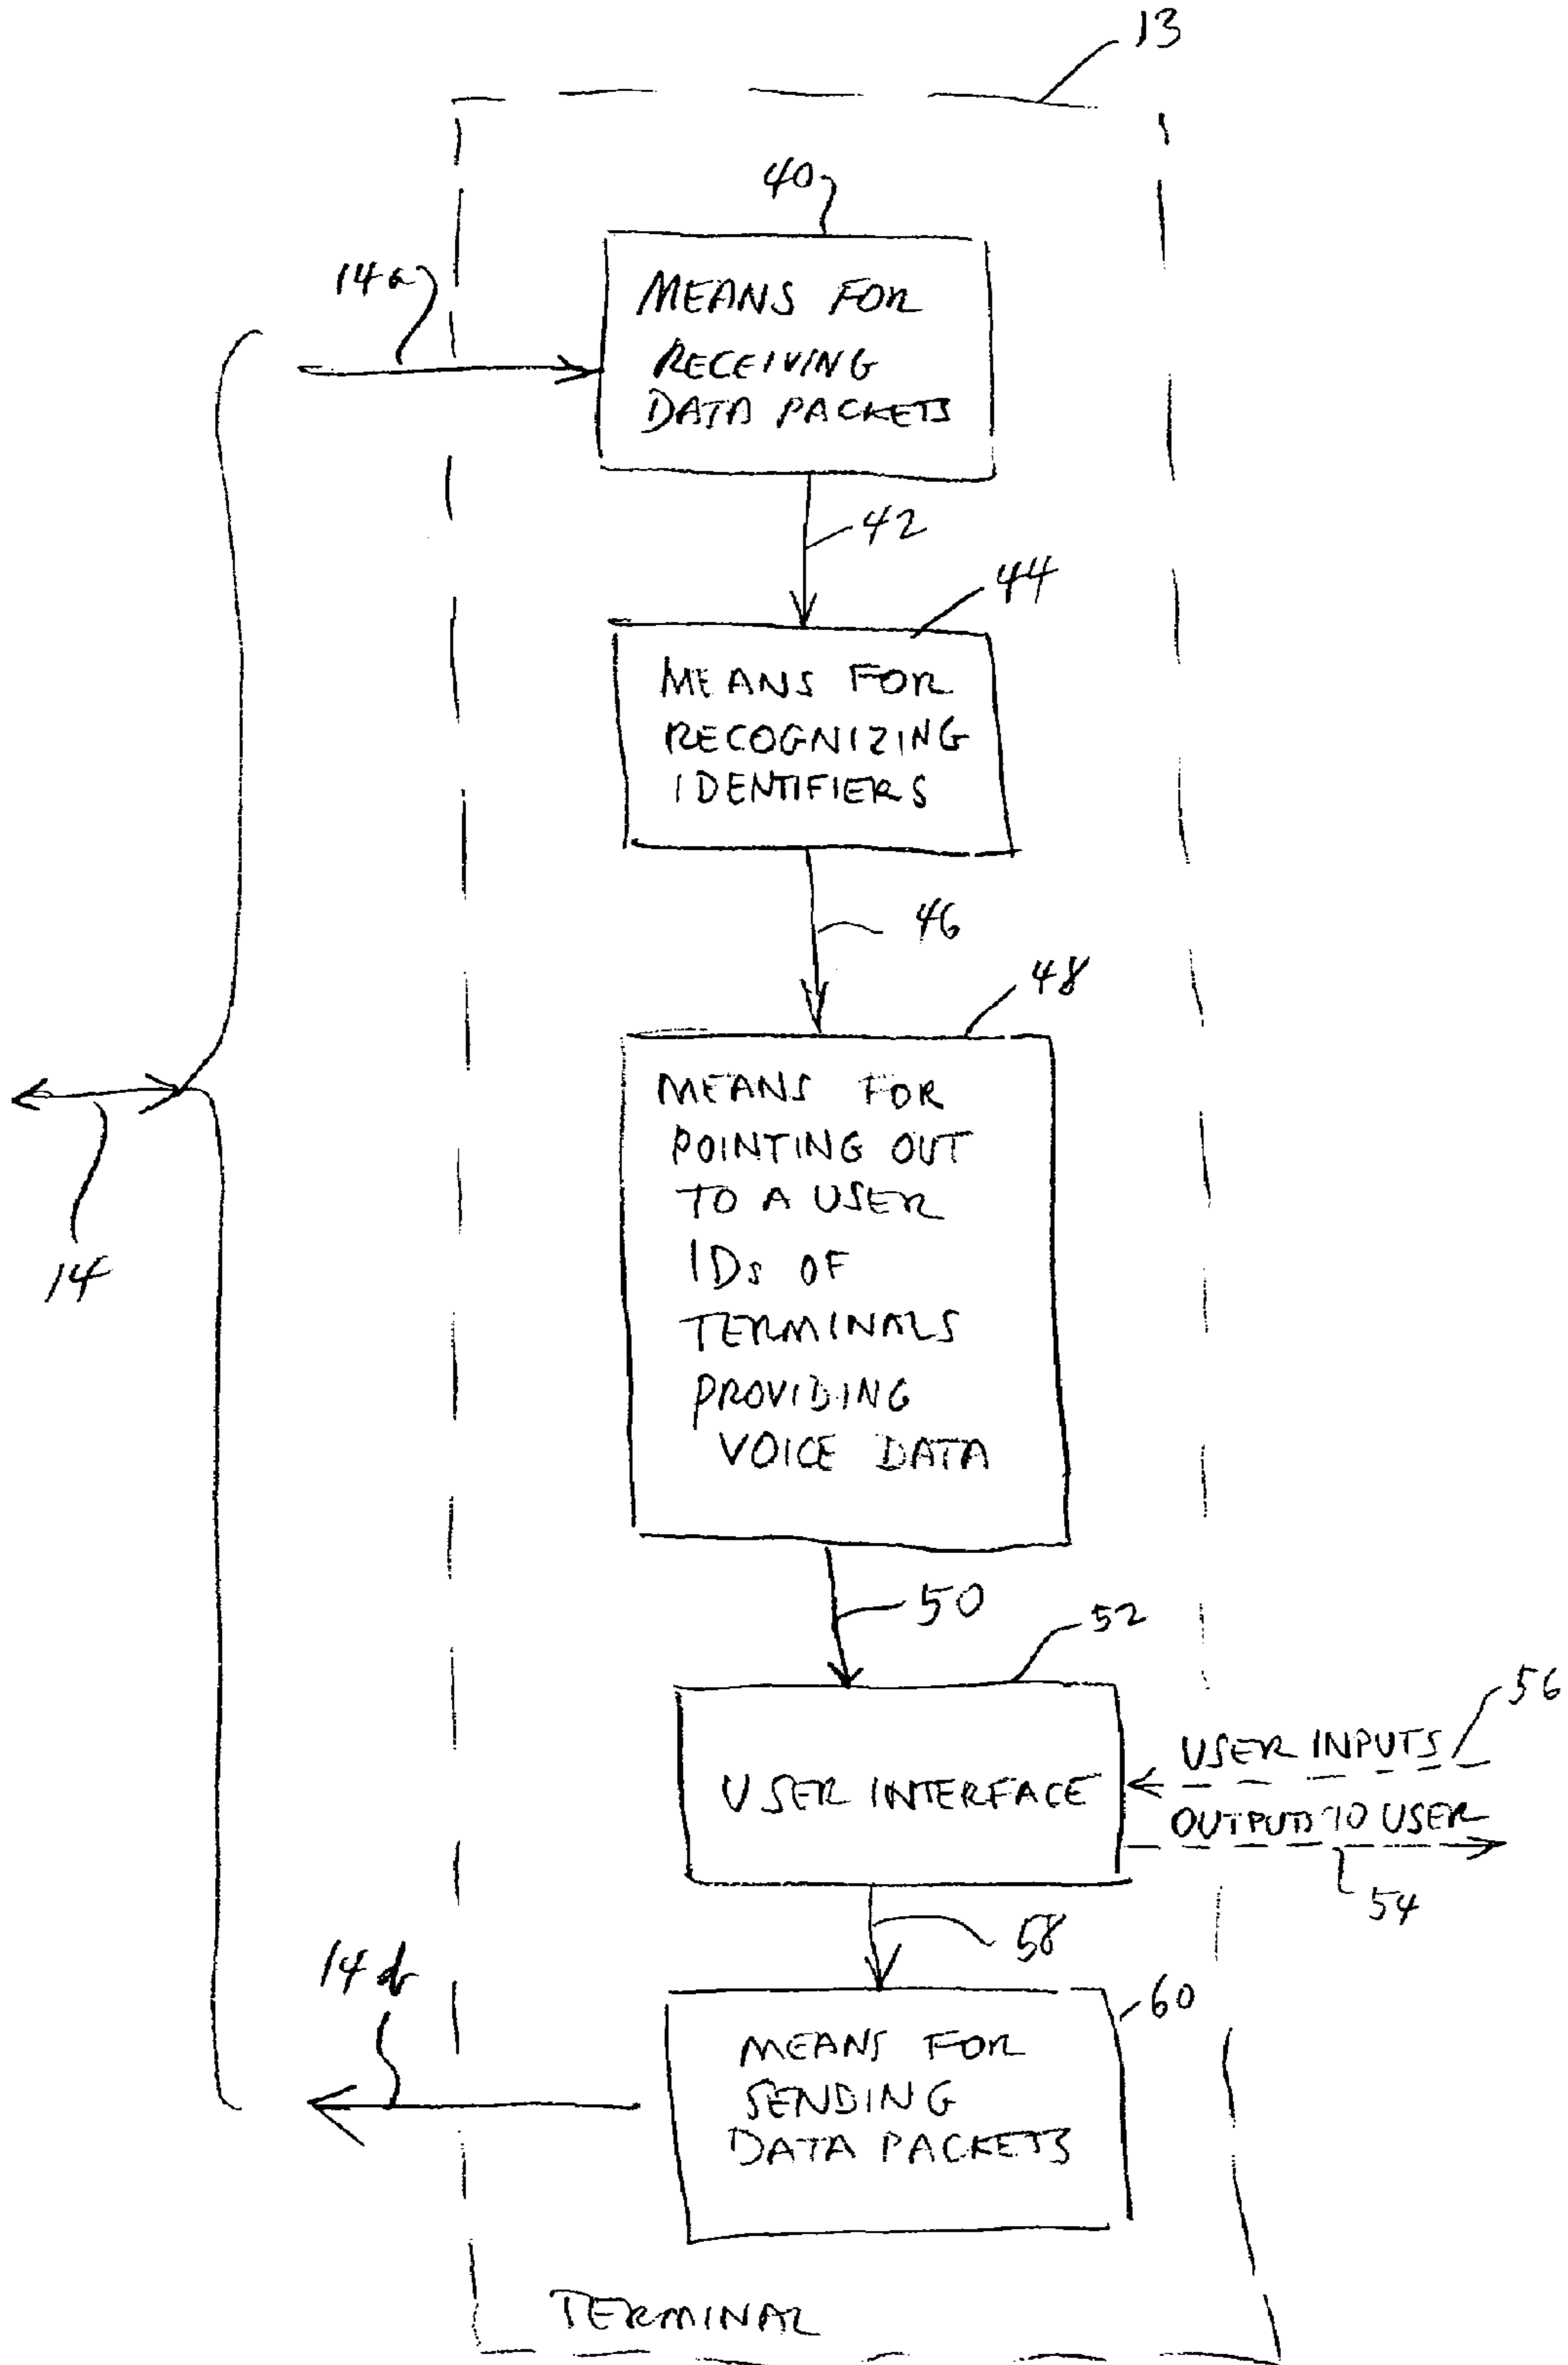 13
40
14a
MEANS FOR
RECEIVING
DATA PACKETS
42
44
MEANS FOR
RECOGNIZING
IDENTIFIERS
46
48
MEANS FOR
POINTING OUT
TO A USER
IDs OF
TERMINALS
PROVIDING
VOICE DATA
14
50
52
56
USER INPUTS
USER INTERFACE
OUTPUTS TO USER
54
58
14b
60
MEANS FOR
SENDING
DATA PACKETS
TERMINAL